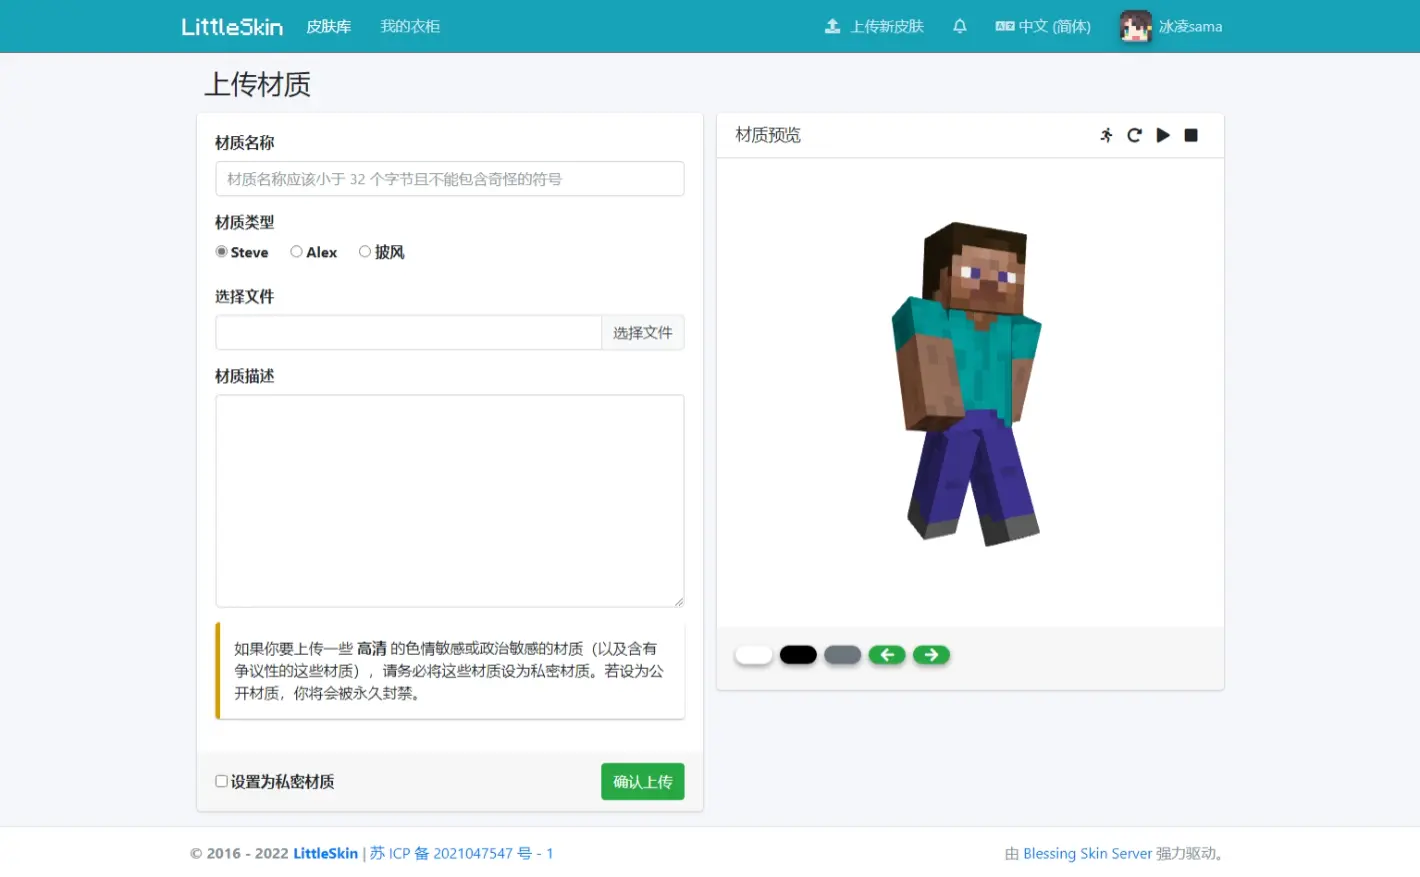 LittleSkin 皮肤库 我的衣柜 上传新皮肤 中文 (简体) 冰凌sama
上传材质
材质名称
材质名称应该小于 32 个字节且不能包含奇怪的符号
材质类型
Steve Alex 披风
选择文件
选择文件
材质描述
如果你要上传一些 高清 的色情敏感或政治敏感的材质（以及含有
争议性的这些材质），请务必将这些材质设为私密材质。若设为公
开材质，你将会被永久封禁。
设置为私密材质 确认上传
材质预览
© 2016 - 2022 LittleSkin | 苏 ICP 备 2021047547 号 - 1
由 Blessing Skin Server 强力驱动。